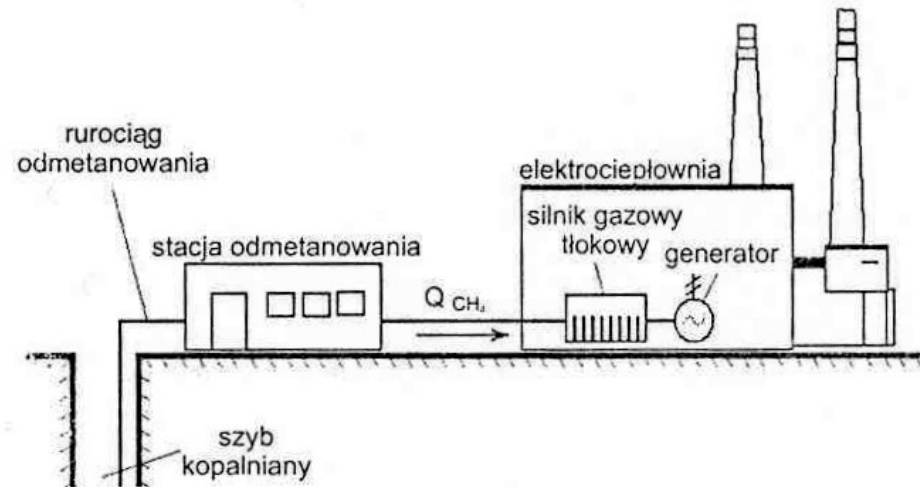 rurociąg
odmetanowania
stacja odmetanowania
Q CH₄
elektrociepłownia
silnik gazowy
tłokowy
generator
szyb
kopalniany